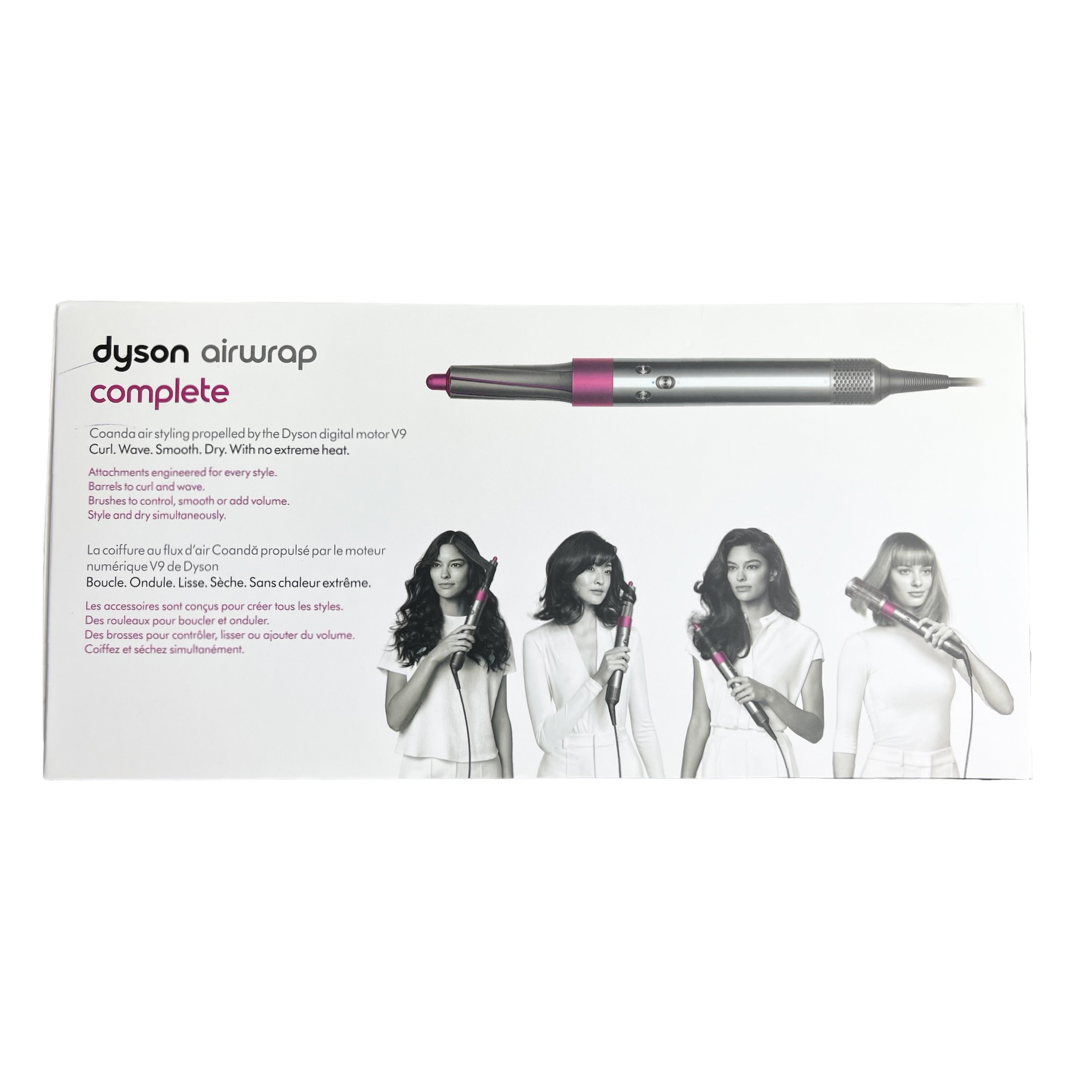 dyson airwrap
complete
Coanda air styling propelled by the Dyson digital motor V9
Curl. Wave. Smooth. Dry. With no extreme heat.
Attachments engineered for every style.
Barrels to curl and wave.
Brushes to control, smooth or add volume.
Style and dry simultaneously.
La coiffure au flux d'air Coandă propulsé par le moteur
numérique V9 de Dyson
Boucle. Ondule. Lisse. Sèche. Sans chaleur extrême.
Les accessoires sont conçus pour créer tous les styles.
Des rouleaux pour boucler et onduler.
Des brosses pour contrôler, lisser ou ajouter du volume.
Coiffez et séchez simultanément.